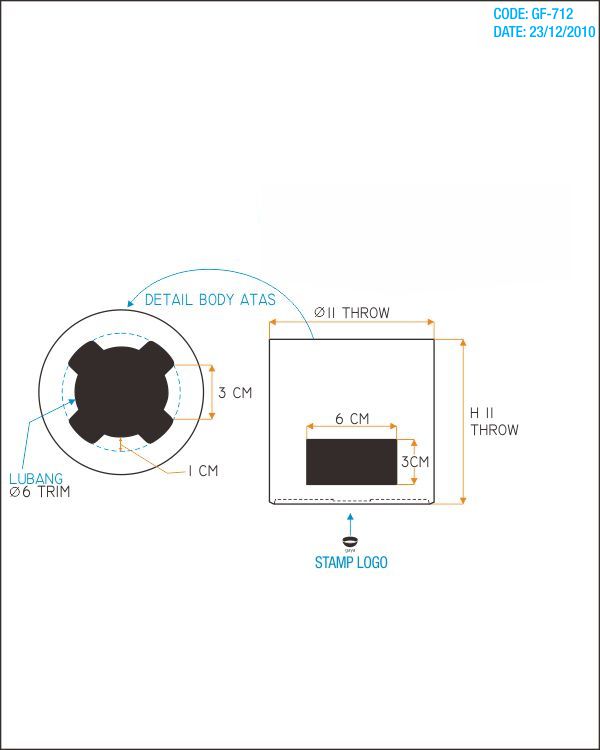 CODE: GF-712
DATE: 23/12/2010
DETAIL BODY ATAS
Ø11 THROW
3 CM
6 CM
H 11
THROW
3CM
1 CM
LUBANG
Ø6 TRIM
gaya
STAMP LOGO